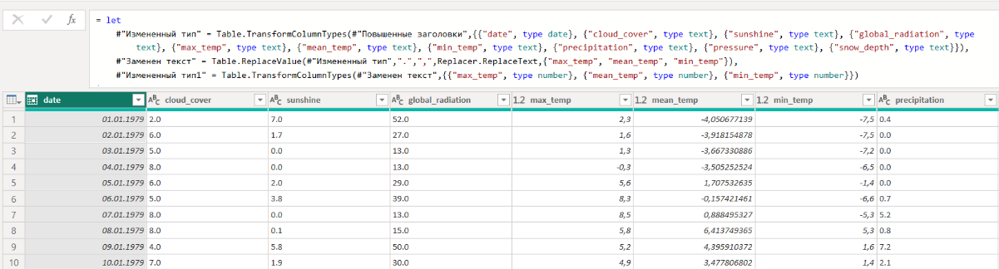 fx
= let
#"Измененный тип" = Table.TransformColumnTypes(#"Повышенные заголовки",{{"date", type date}, {"cloud_cover", type text}, {"sunshine", type text}, {"global_radiation", type
text}, {"max_temp", type text}, {"mean_temp", type text}, {"min_temp", type text}, {"precipitation", type text}, {"pressure", type text}, {"snow_depth", type text}}),
#"Заменен текст" = Table.ReplaceValue(#"Измененный тип",".",",",Replacer.ReplaceText,{"max_temp", "mean_temp", "min_temp"}),
#"Измененный тип1" = Table.TransformColumnTypes(#"Заменен текст",{{"max_temp", type number}, {"mean_temp", type number}, {"min_temp", type number}})
date ABC cloud_cover ABC sunshine ABC global_radiation 1.2 max_temp 1.2 mean_temp 1.2 min_temp ABC precipitation
1 01.01.1979 2.0 7.0 52.0 2,3 -4,050677139 -7,5 0.4
2 02.01.1979 6.0 1.7 27.0 1,6 -3,918154878 -7,5 0.0
3 03.01.1979 5.0 0.0 13.0 1,3 -3,667330886 -7,2 0.0
4 04.01.1979 8.0 0.0 13.0 -0,3 -3,505252524 -6,5 0.0
5 05.01.1979 6.0 2.0 29.0 5,6 1,707532635 -1,4 0.0
6 06.01.1979 5.0 3.8 39.0 8,3 -0,157421461 -6,6 0.7
7 07.01.1979 8.0 0.0 13.0 8,5 0,888495327 -5,3 5.2
8 08.01.1979 8.0 0.1 15.0 5,8 6,413749365 5,3 0.8
9 09.01.1979 4.0 5.8 50.0 5,2 4,395910372 1,6 7.2
10 10.01.1979 7.0 1.9 30.0 4,9 3,477806802 1,4 2.1